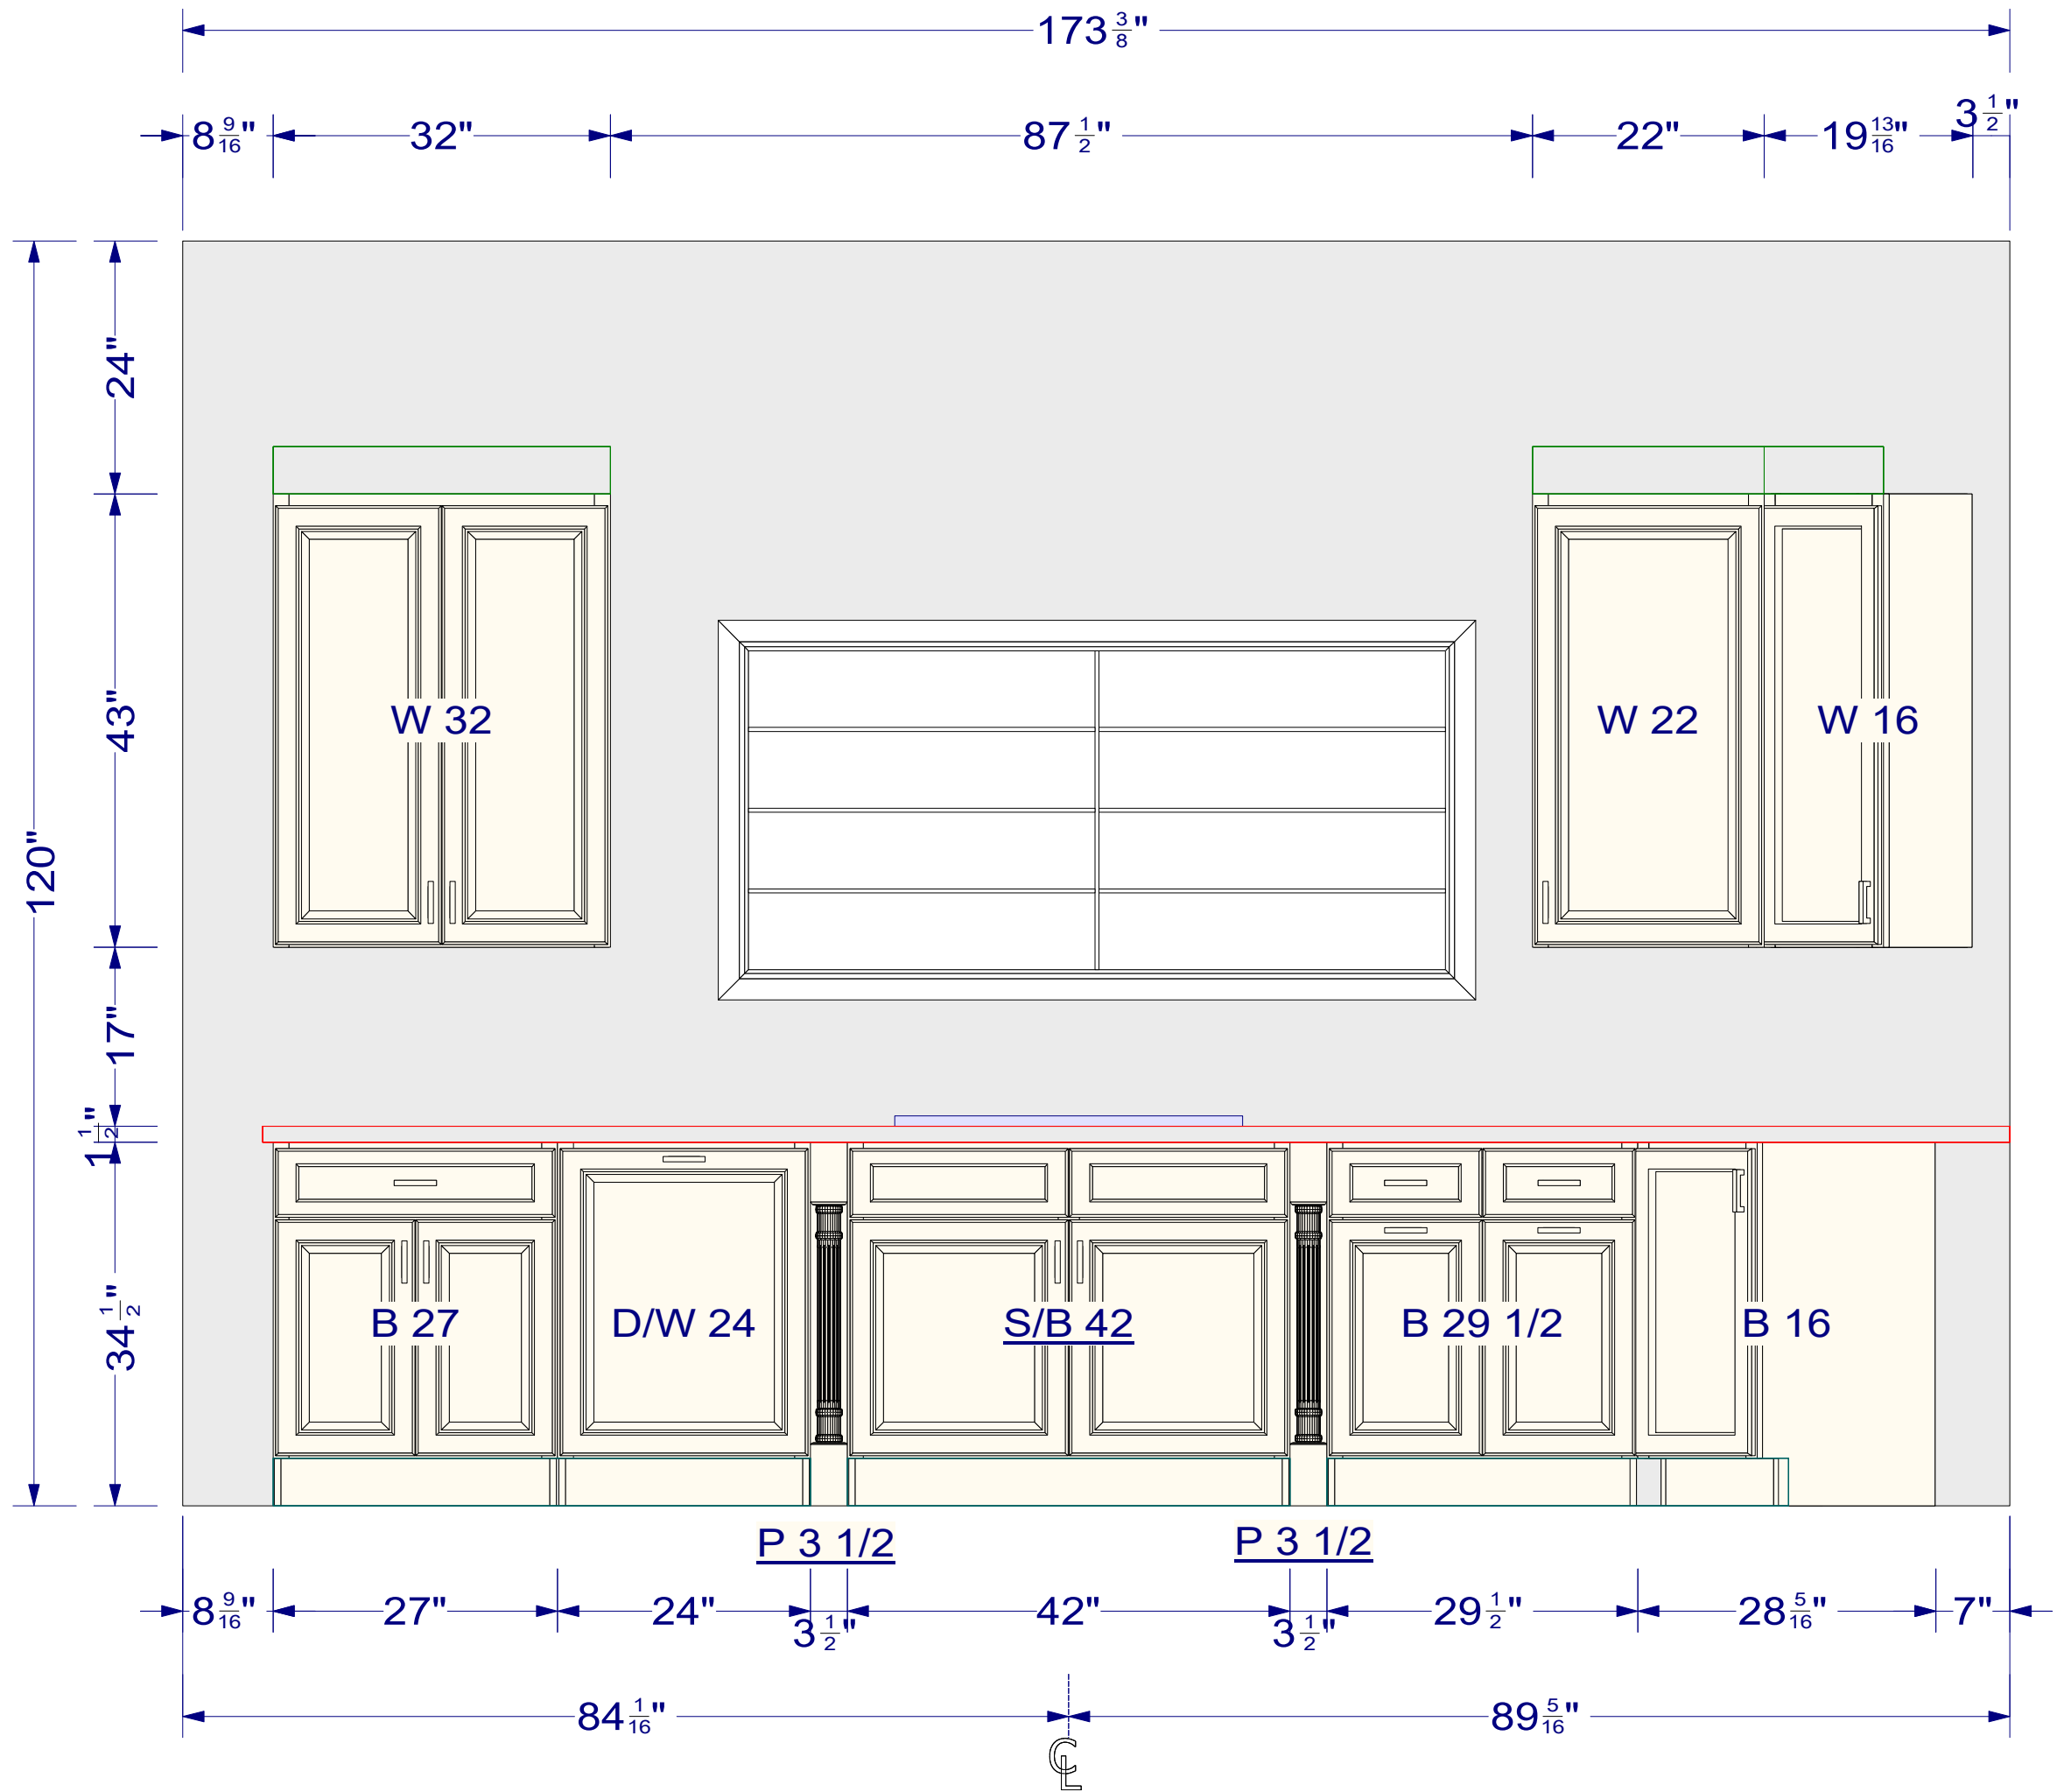 173 3/8"
8 9/16" 32" 87 1/2" 22" 19 13/16" 3 1/2"
24"
43"
120"
17"
1 1/2"
34 1/2"
W 32 W 22 W 16
B 27 D/W 24 S/B 42 B 29 1/2 B 16
P 3 1/2 P 3 1/2
8 9/16" 27" 24" 3 1/2" 42" 3 1/2" 29 1/2" 28 5/16" 7"
84 1/16" 89 5/16"
CL